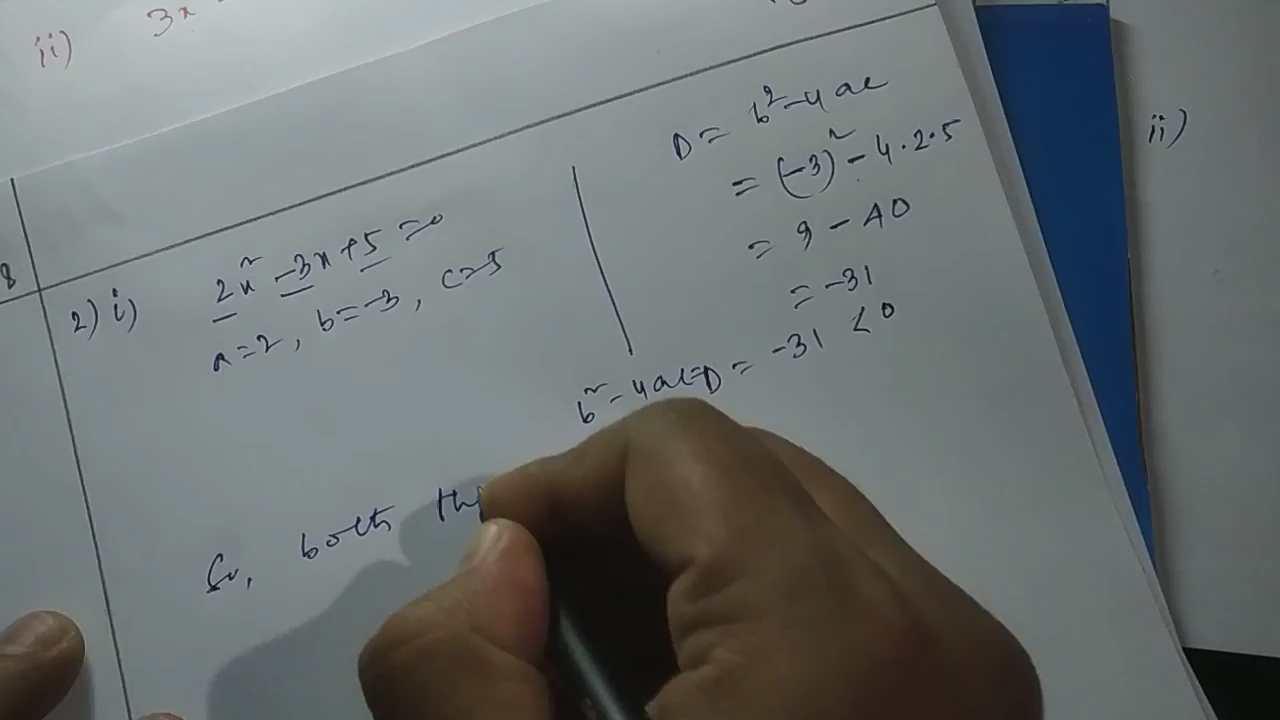 ii) 3x
8
2) i) 2x² -3x+5=0
a=2, b=-3, c=5
D = b²-4ac
= (-3)² - 4.2.5
= 9 - 40
= -31
b² - 4ac=D = -31 < 0
So, both the
ii)